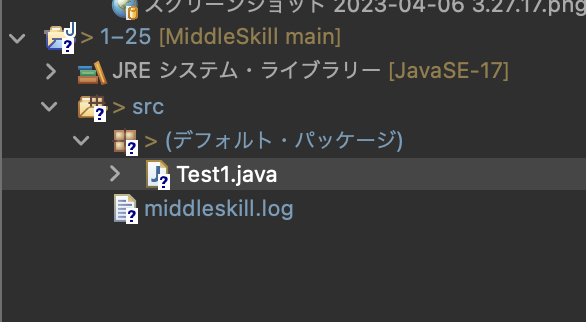 スクリーンショット 2023-04-06 3.27.17.png
> 1-25 [MiddleSkill main]
JRE システム・ライブラリー [JavaSE-17]
> src
> (デフォルト・パッケージ)
Test1.java
middleskill.log